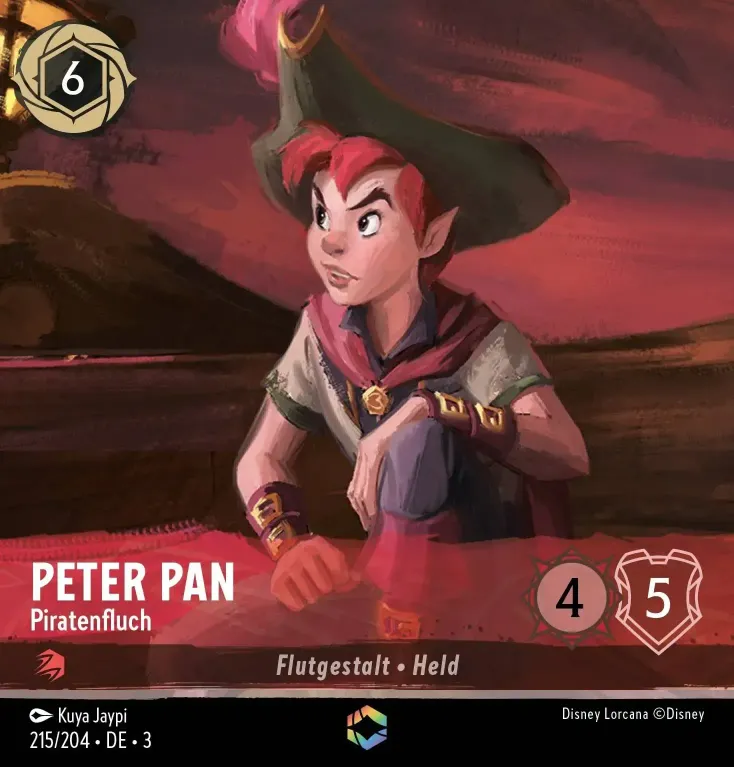 6
PETER PAN
Piratenfluch
4
5
Flutgestalt • Held
Kuya Jaypi
Disney Lorcana ©Disney
215/204 • DE • 3